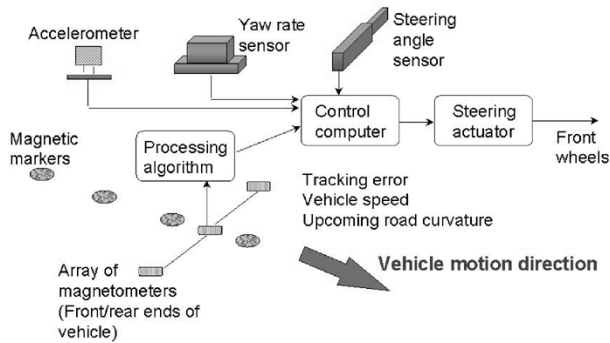 Accelerometer
Yaw rate
sensor
Steering
angle
sensor
Control
computer
Steering
actuator
Front
wheels
Magnetic
markers
Processing
algorithm
Tracking error
Vehicle speed
Upcoming road curvature
Vehicle motion direction
Array of
magnetometers
(Front/rear ends of
vehicle)